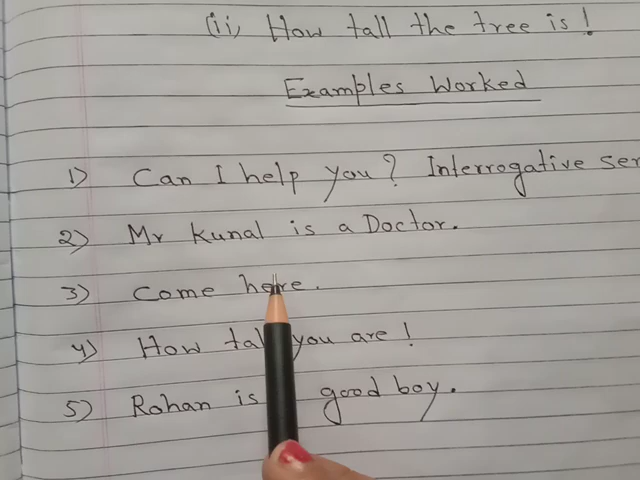 (ii) How tall the tree is!
Examples Worked
1) Can I help you? Interrogative
2) Mr Kunal is a Doctor.
3) Come here.
4) How you are!
5) Rohan is good boy.